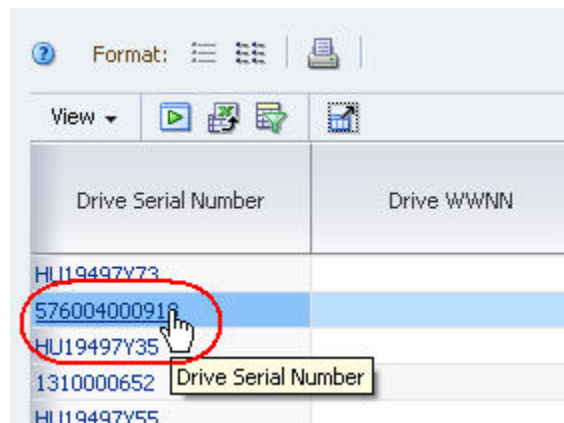 Format:
View
Drive Serial Number
Drive WWNN
HU19497Y73
576004000918
HU19497Y35
1310000652
Drive Serial Number
HU19497Y55